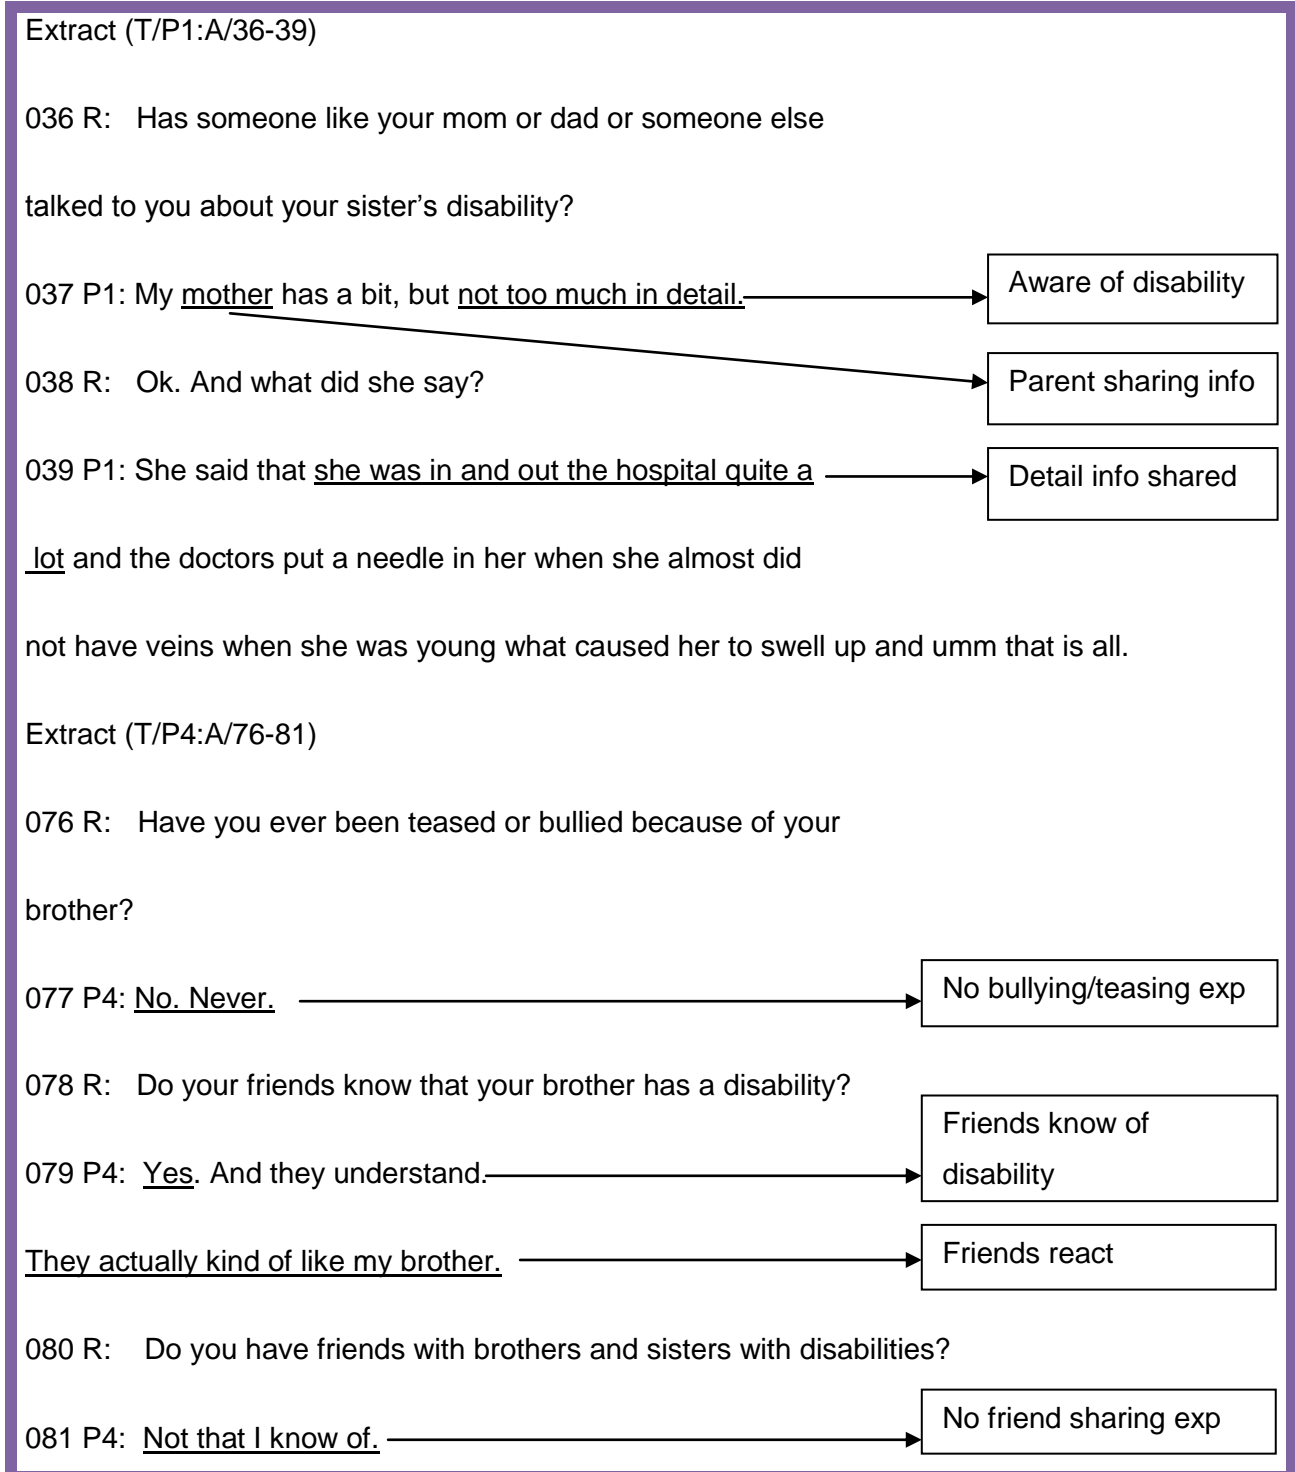 Extract (T/P1:A/36-39)
036 R: Has someone like your mom or dad or someone else
talked to you about your sister’s disability?
037 P1: My mother has a bit, but not too much in detail.
Aware of disability
038 R: Ok. And what did she say?
Parent sharing info
039 P1: She said that she was in and out the hospital quite a
Detail info shared
lot and the doctors put a needle in her when she almost did
not have veins when she was young what caused her to swell up and umm that is all.
Extract (T/P4:A/76-81)
076 R: Have you ever been teased or bullied because of your
brother?
077 P4: No. Never.
No bullying/teasing exp
078 R: Do your friends know that your brother has a disability?
079 P4: Yes. And they understand.
Friends know of
disability
They actually kind of like my brother.
Friends react
080 R: Do you have friends with brothers and sisters with disabilities?
081 P4: Not that I know of.
No friend sharing exp